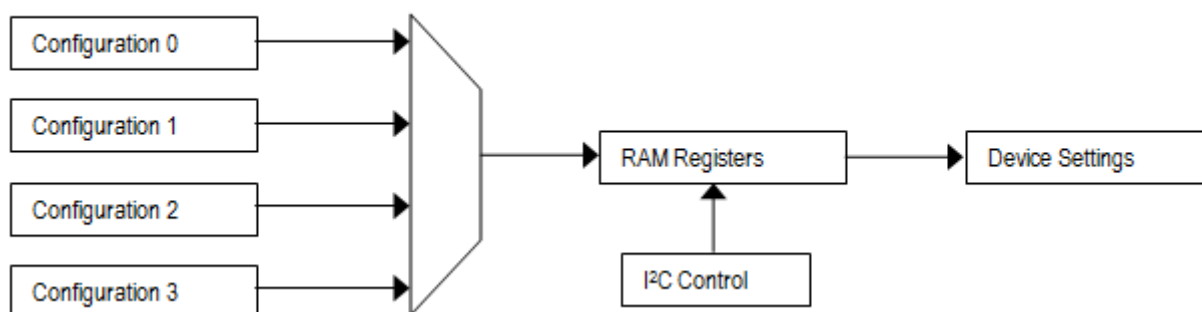 Configuration 0
Configuration 1
Configuration 2
Configuration 3
RAM Registers
Device Settings
I²C Control